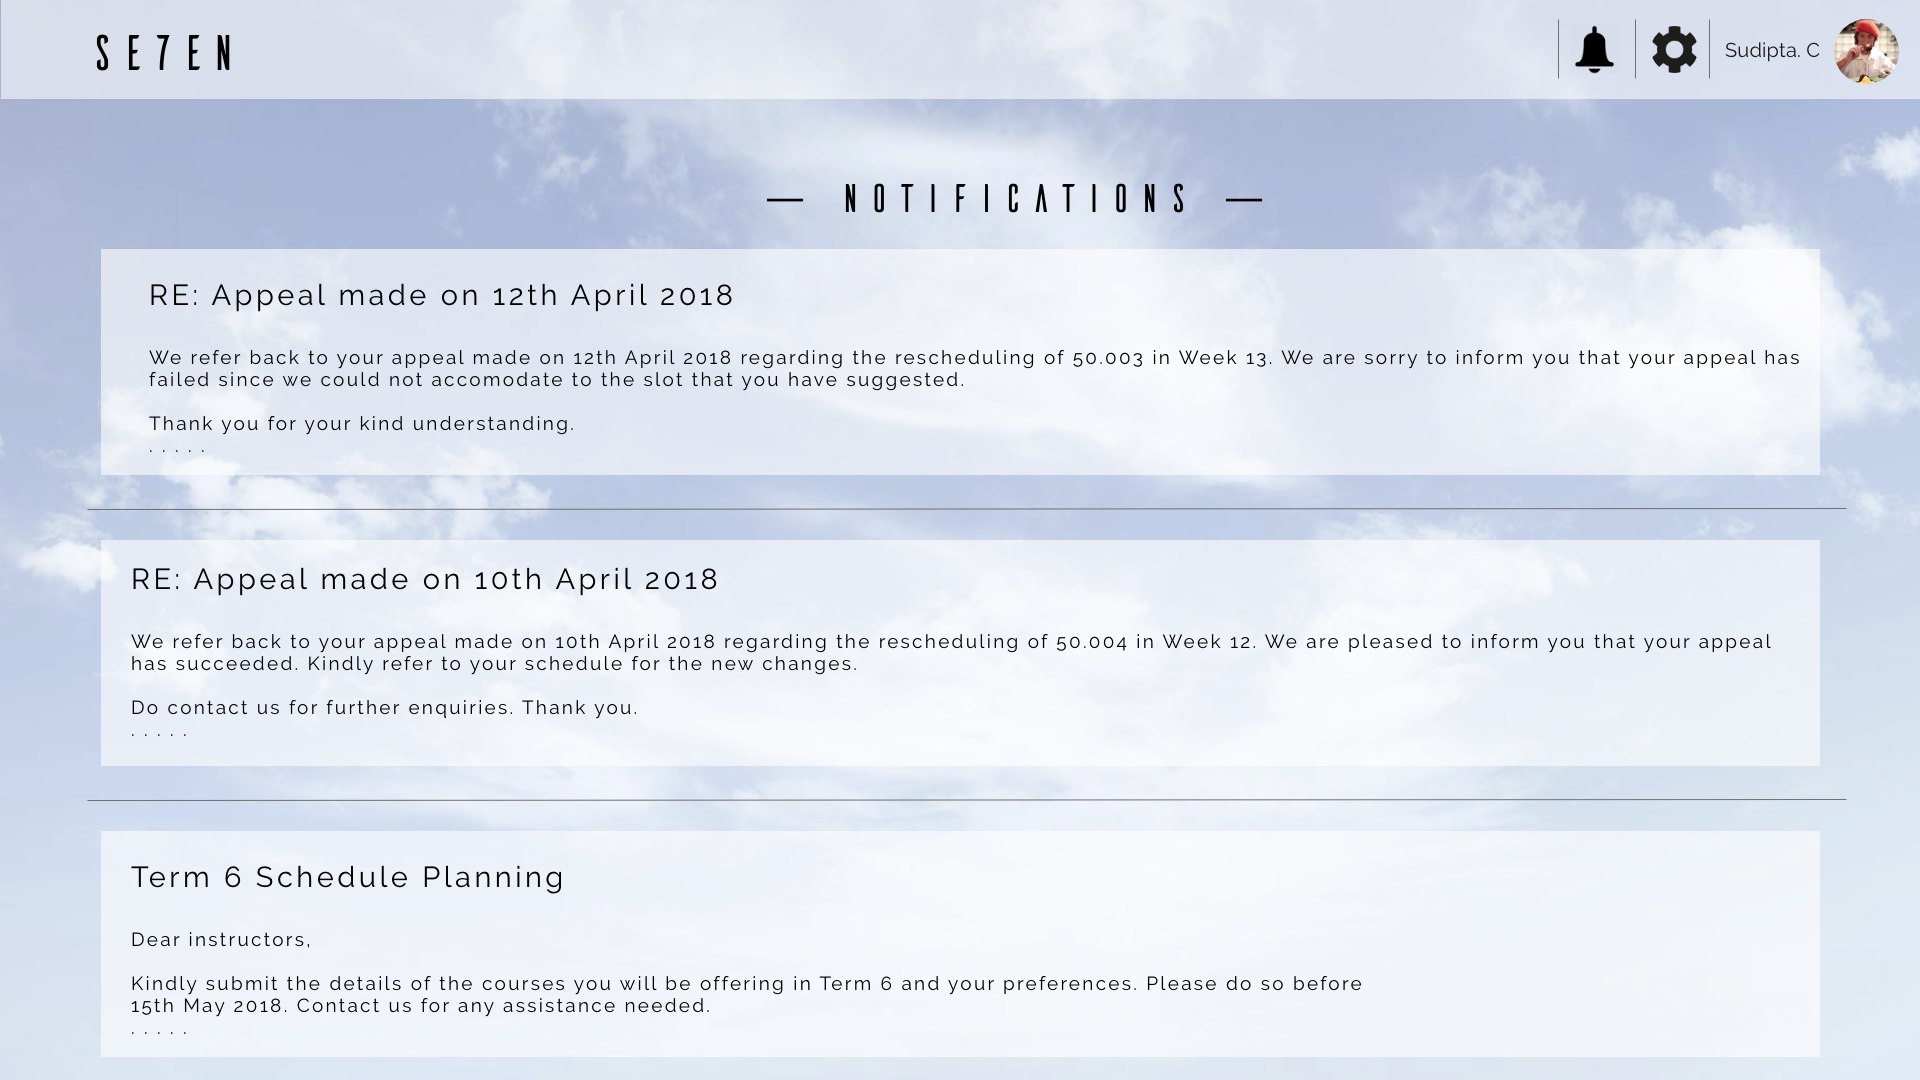 SE7EN
Sudipta. C
— NOTIFICATIONS —
RE: Appeal made on 12th April 2018
We refer back to your appeal made on 12th April 2018 regarding the rescheduling of 50.003 in Week 13. We are sorry to inform you that your appeal has
failed since we could not accomodate to the slot that you have suggested.
Thank you for your kind understanding.
. . . . .
RE: Appeal made on 10th April 2018
We refer back to your appeal made on 10th April 2018 regarding the rescheduling of 50.004 in Week 12. We are pleased to inform you that your appeal
has succeeded. Kindly refer to your schedule for the new changes.
Do contact us for further enquiries. Thank you.
. . . . .
Term 6 Schedule Planning
Dear instructors,
Kindly submit the details of the courses you will be offering in Term 6 and your preferences. Please do so before
15th May 2018. Contact us for any assistance needed.
. . . . .